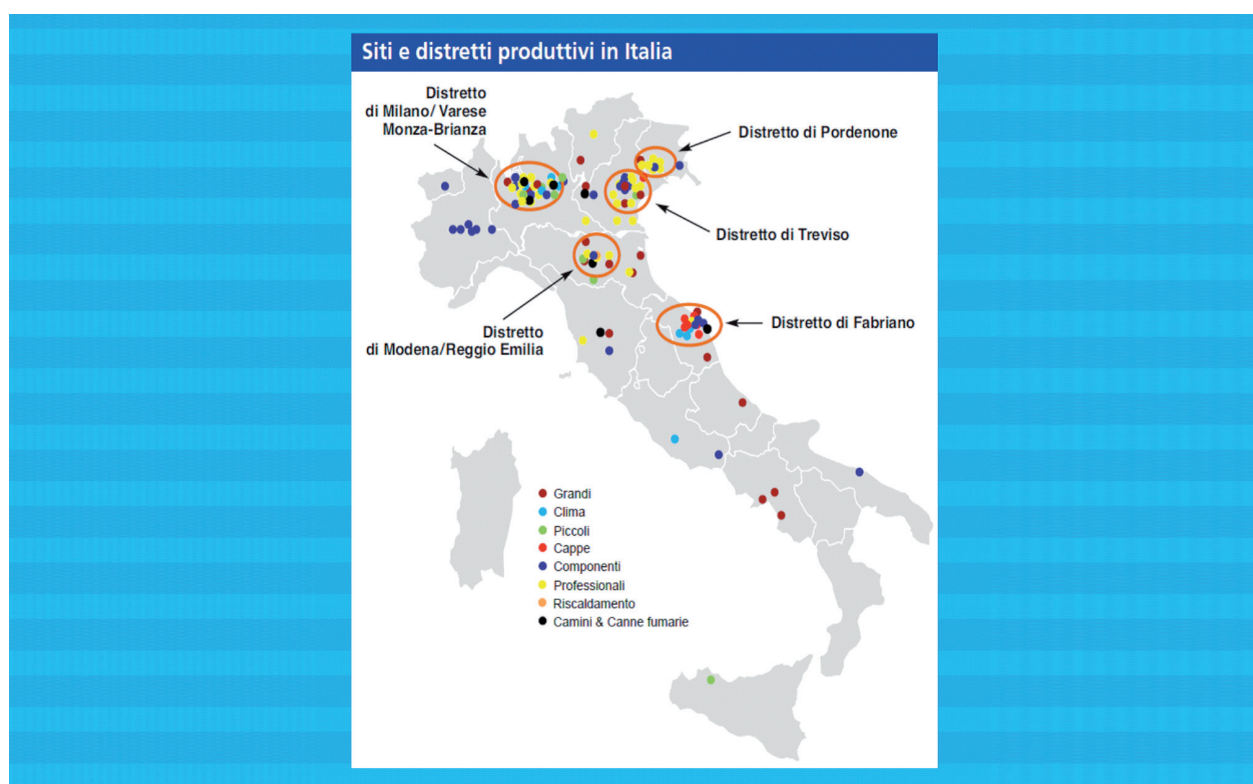 Siti e distretti produttivi in Italia
Distretto
di Milano/ Varese
Monza-Brianza
Distretto di Pordenone
Distretto di Treviso
Distretto
di Modena/Reggio Emilia
Distretto di Fabriano
Grandi
Clima
Piccoli
Cappe
Componenti
Professionali
Riscaldamento
Camini & Canne fumarie